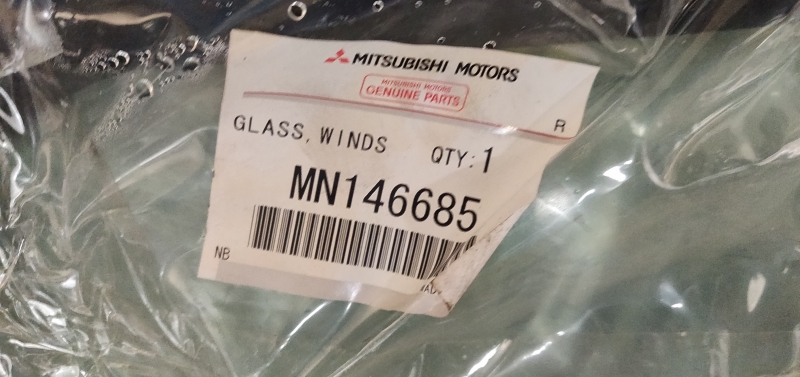 MITSUBISHI MOTORS
MITSUBISHI MOTORS
GENUINE PARTS
R
GLASS, WINDS
QTY:1
MN146685
NB